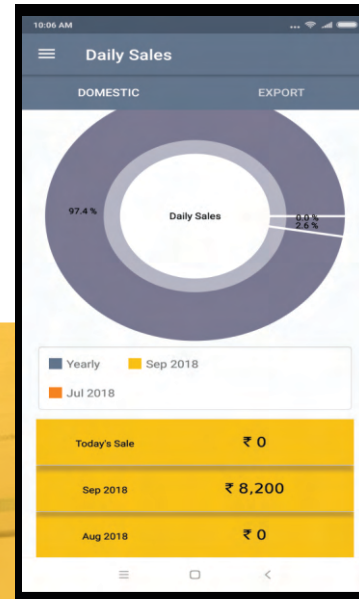 10:06 AM
Daily Sales
DOMESTIC EXPORT
97.4 % Daily Sales 0.0 %
2.6 %
Yearly Sep 2018
Jul 2018
Today's Sale ₹ 0
Sep 2018 ₹ 8,200
Aug 2018 ₹ 0